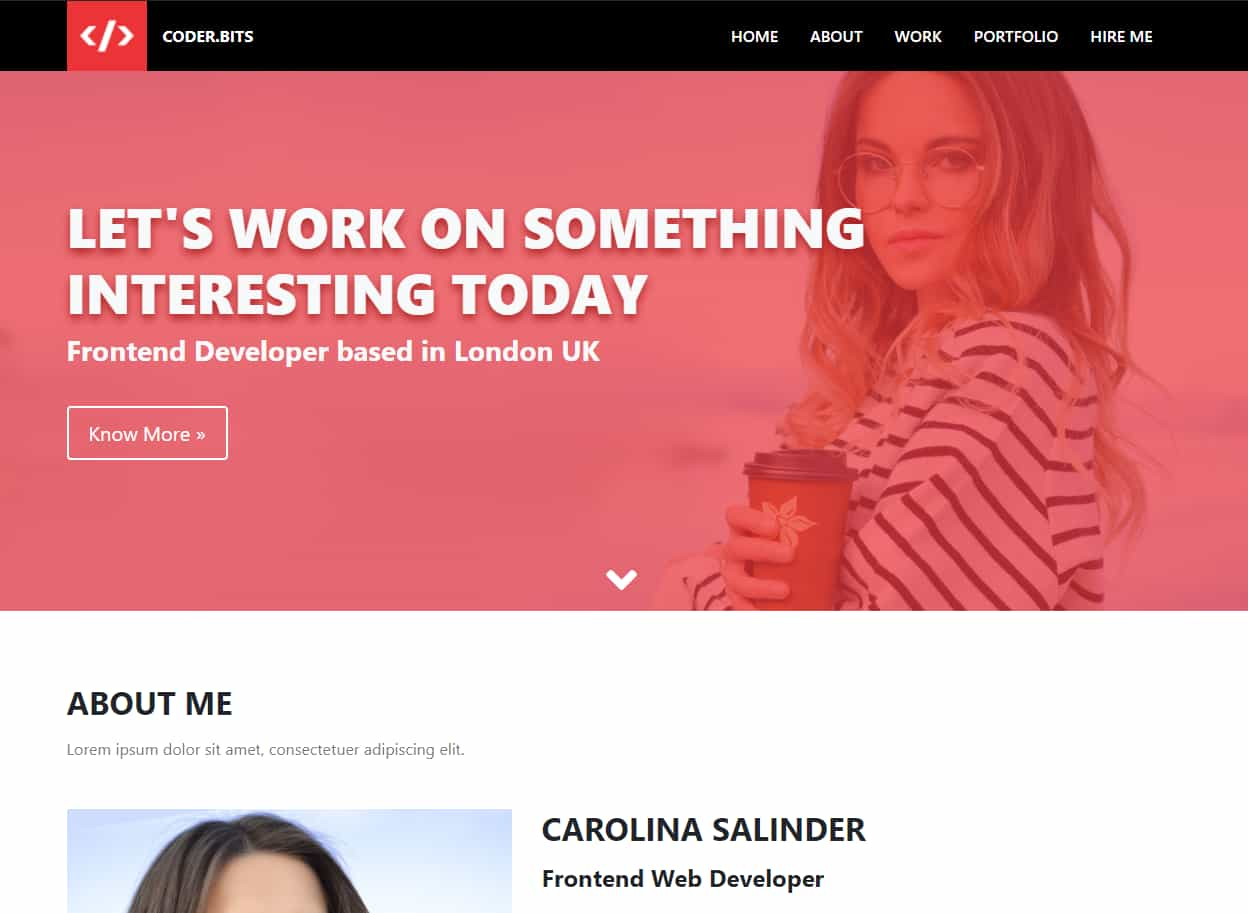 </>
CODER.BITS
HOME ABOUT WORK PORTFOLIO HIRE ME
LET'S WORK ON SOMETHING
INTERESTING TODAY
Frontend Developer based in London UK
Know More »
ABOUT ME
Lorem ipsum dolor sit amet, consectetuer adipiscing elit.
CAROLINA SALINDER
Frontend Web Developer